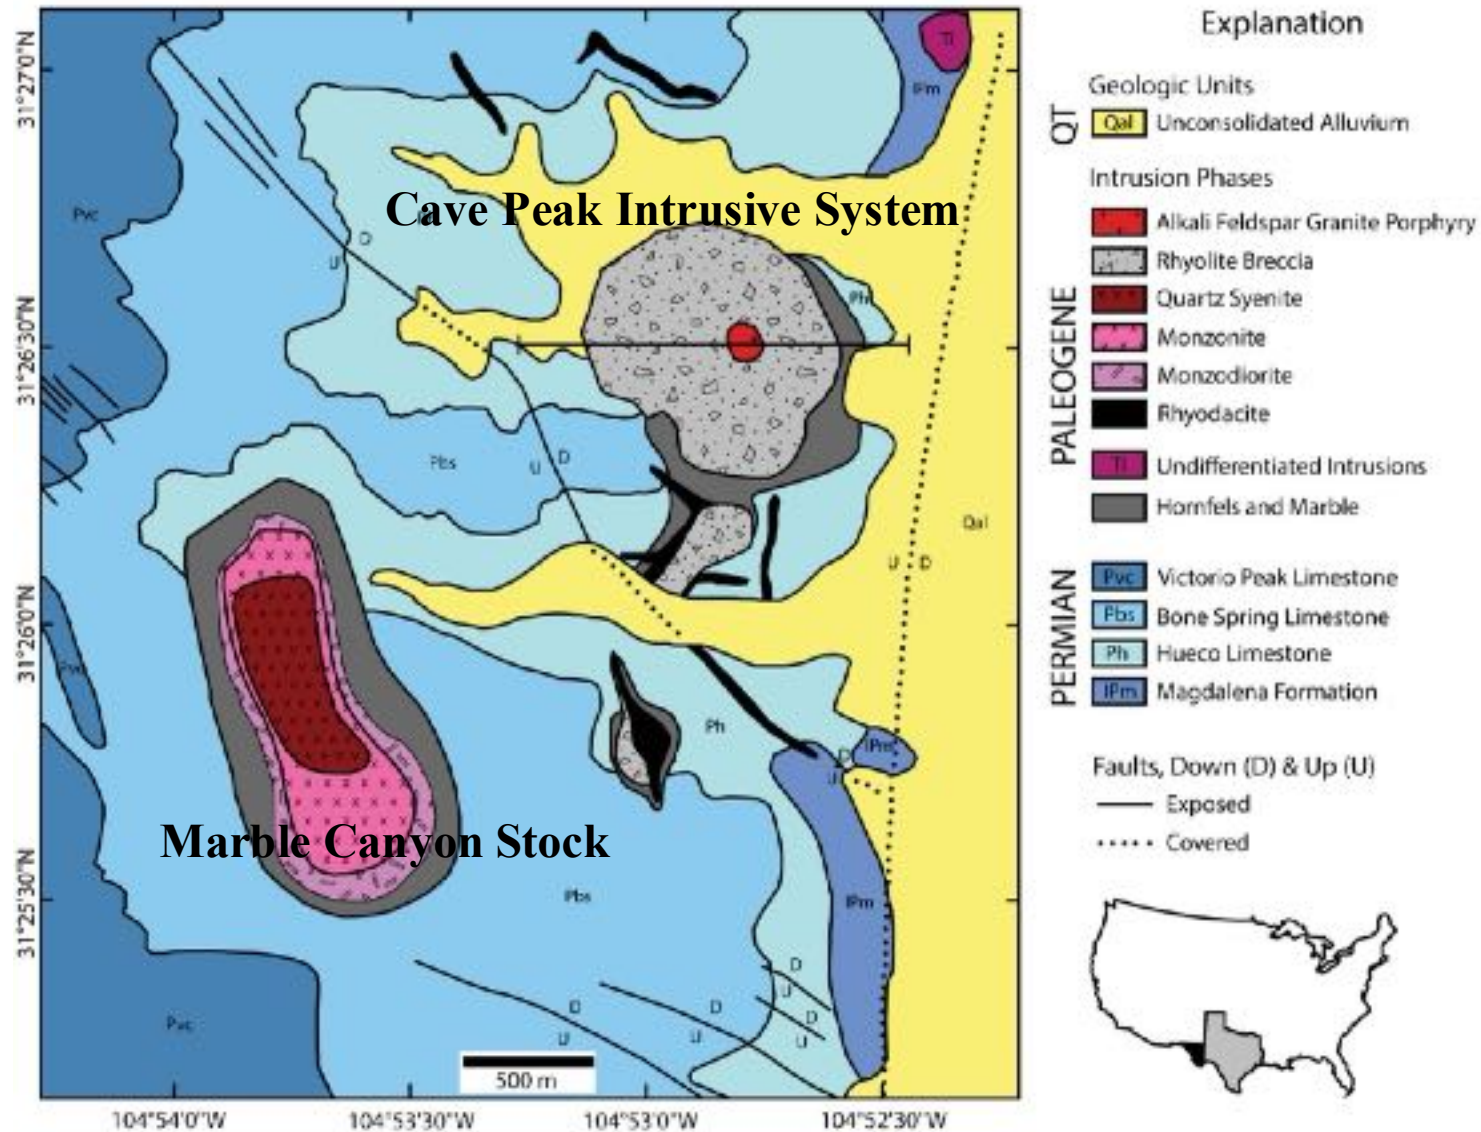 Explanation
Geologic Units
QT
Qal Unconsolidated Alluvium
Intrusion Phases
PALEOGENE
Alkali Feldspar Granite Porphyry
Rhyolite Breccia
Quartz Syenite
Monzonite
Monzodiorite
Rhyodacite
TI Undifferentiated Intrusions
Hornfels and Marble
PERMIAN
Pvc Victorio Peak Limestone
Pbs Bone Spring Limestone
Ph Hueco Limestone
IPm Magdalena Formation
Faults, Down (D) & Up (U)
Exposed
Covered
31°27'0"N
31°26'30"N
31°26'0"N
31°25'30"N
TI
IPm
Pvc
Cave Peak Intrusive System
D
U
Ph
Pbs
U D
Qal
U D
Pvc
Ph
IPm
D
U
Marble Canyon Stock
Pbs
IPm
D
U
D
U
D
U
D
U
Pvc
500 m
104°54'0"W
104°53'30"W
104°53'0"W
104°52'30"W